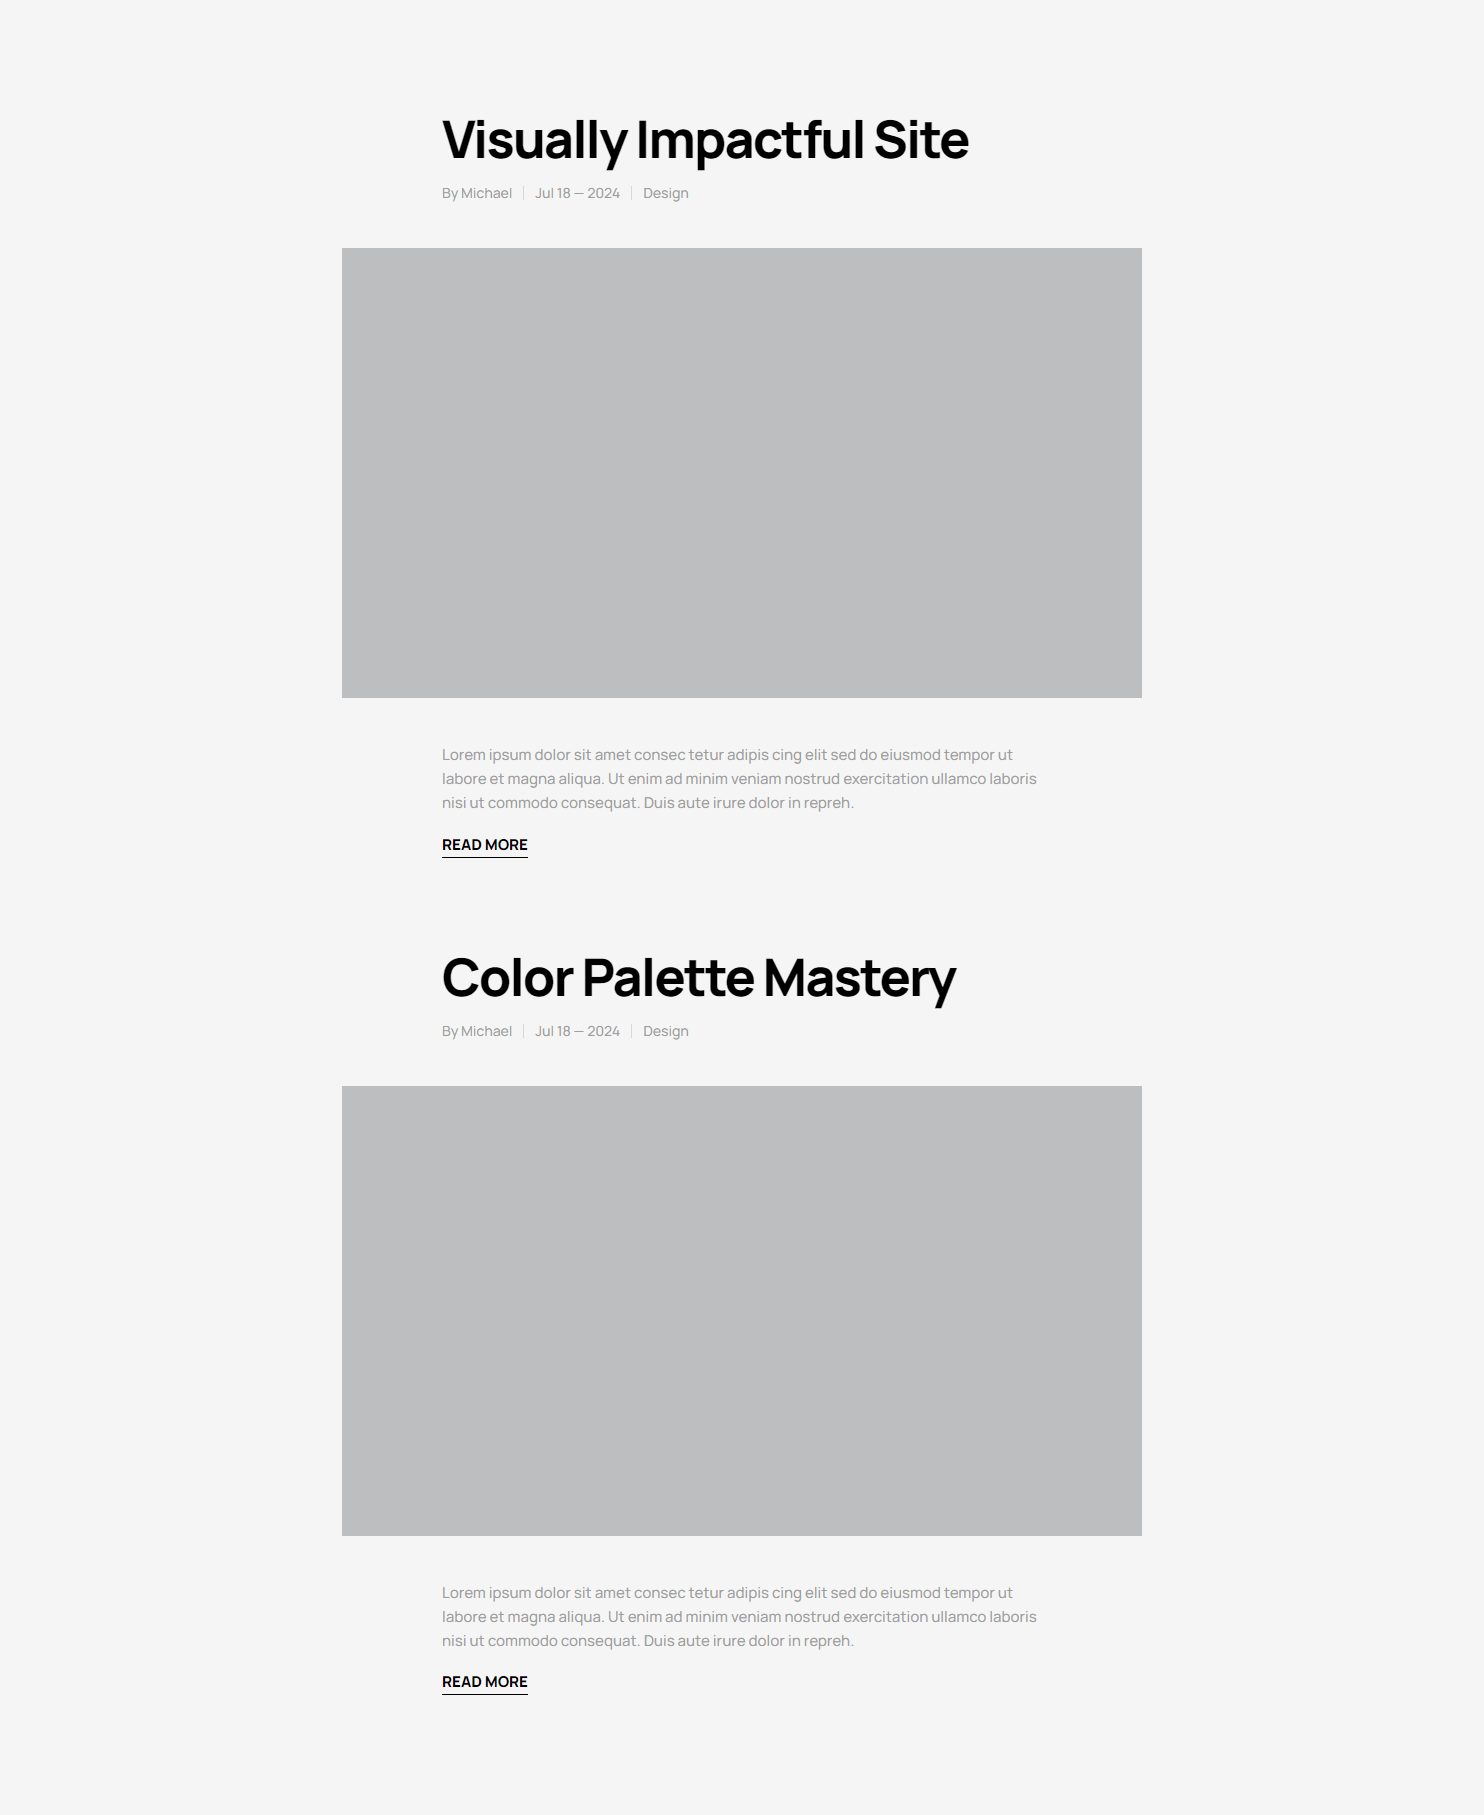 Visually Impactful Site
By Michael | Jul 18 — 2024 | Design
Lorem ipsum dolor sit amet consec tetur adipis cing elit sed do eiusmod tempor ut
labore et magna aliqua. Ut enim ad minim veniam nostrud exercitation ullamco laboris
nisi ut commodo consequat. Duis aute irure dolor in repreh.
READ MORE
Color Palette Mastery
By Michael | Jul 18 — 2024 | Design
Lorem ipsum dolor sit amet consec tetur adipis cing elit sed do eiusmod tempor ut
labore et magna aliqua. Ut enim ad minim veniam nostrud exercitation ullamco laboris
nisi ut commodo consequat. Duis aute irure dolor in repreh.
READ MORE